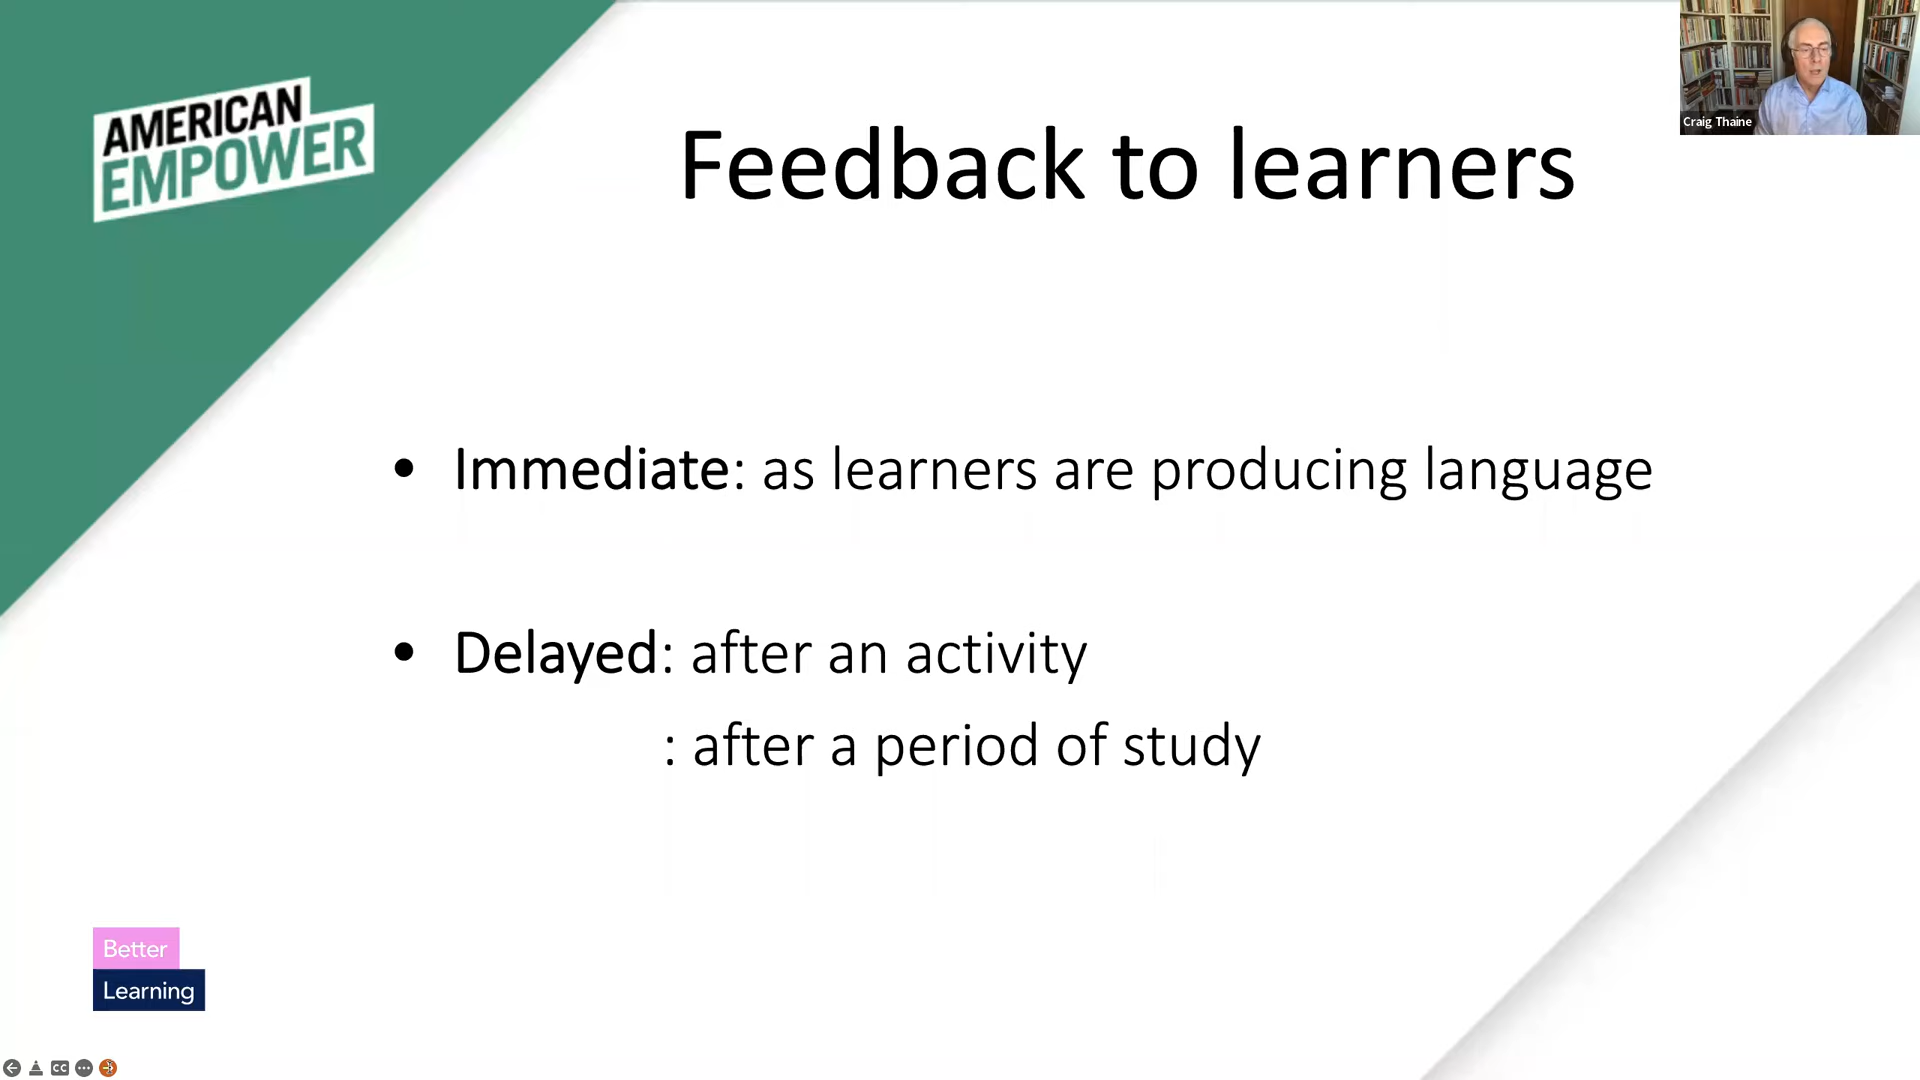 AMERICAN
EMPOWER
Feedback to learners
Craig Thaine
• Immediate: as learners are producing language
• Delayed: after an activity
: after a period of study
Better
Learning
CC